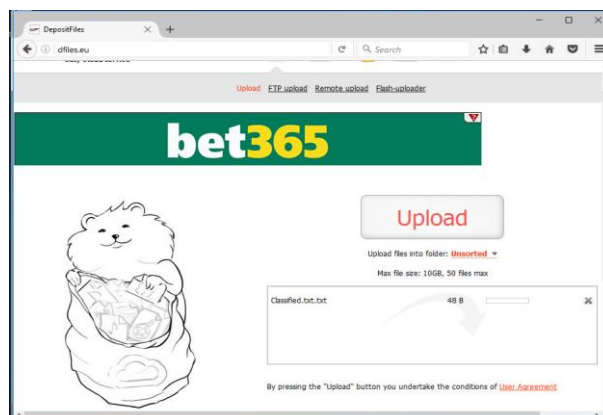 DepositFiles
dfiles.eu
Search
Upload FTP upload Remote upload Flash-uploader
bet365
Upload
Upload files into folder: Unsorted
Max file size: 10GB, 50 files max
Classified.txt.txt 48 B
By pressing the "Upload" button you undertake the conditions of User Agreement